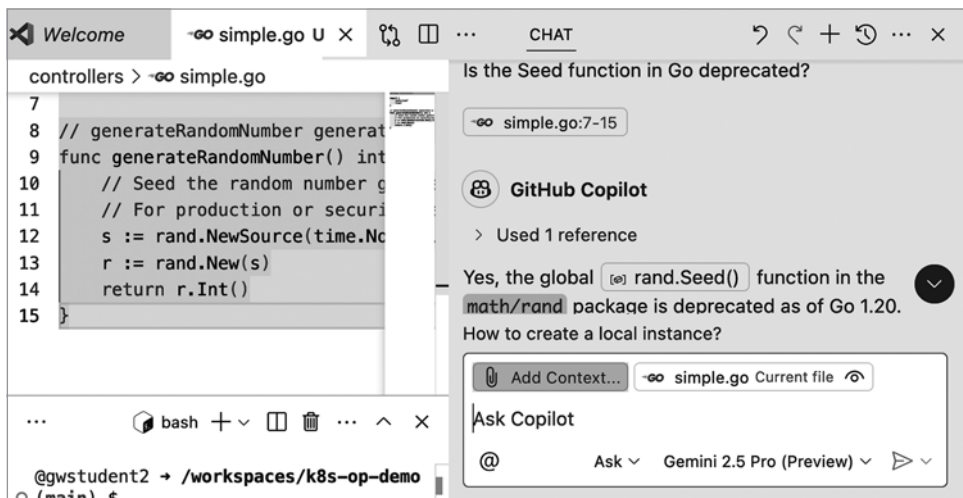 Welcome
GO simple.go U
controllers > GO simple.go
7
8 // generateRandomNumber generat
9 func generateRandomNumber() int
10 // Seed the random number g
11 // For production or securi
12 s := rand.NewSource(time.No
13 r := rand.New(s)
14 return r.Int()
15 }
bash
@gwstudent2 → /workspaces/k8s-op-demo
(main) $
CHAT
Is the Seed function in Go deprecated?
GO simple.go:7-15
GitHub Copilot
> Used 1 reference
Yes, the global rand.Seed() function in the
math/rand package is deprecated as of Go 1.20.
How to create a local instance?
Add Context... GO simple.go Current file
Ask Copilot
@ Ask Gemini 2.5 Pro (Preview)